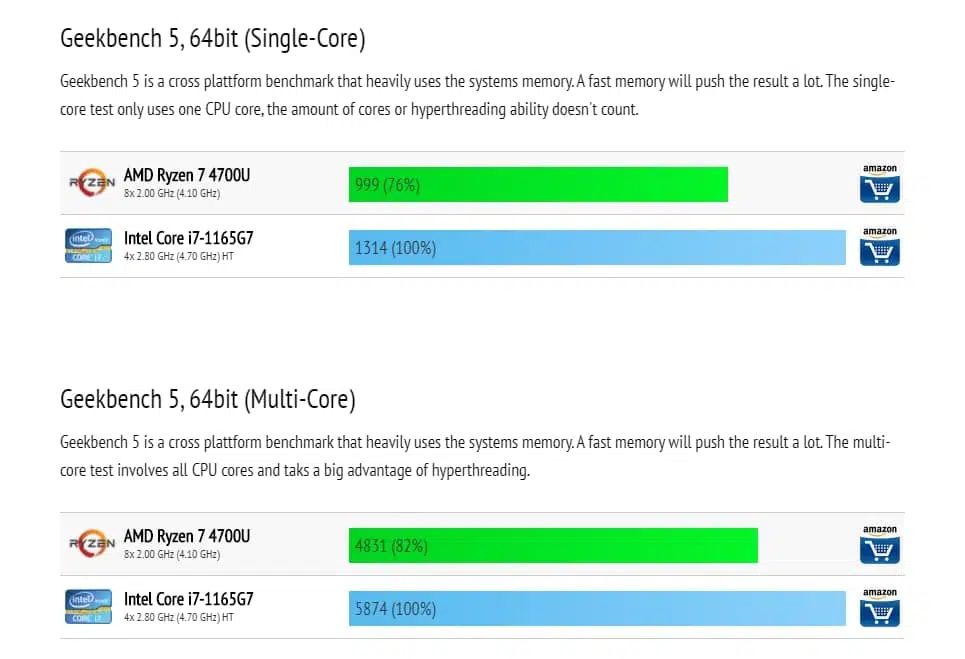 Geekbench 5, 64bit (Single-Core)
Geekbench 5 is a cross plattform benchmark that heavily uses the systems memory. A fast memory will push the result a lot. The single-
core test only uses one CPU core, the amount of cores or hyperthreading ability doesn't count.
RYZEN
AMD Ryzen 7 4700U
8x 2.00 GHz (4.10 GHz)
999 (76%)
amazon
intel
CORE i7
Intel Core i7-1165G7
4x 2.80 GHz (4.70 GHz) HT
1314 (100%)
amazon
Geekbench 5, 64bit (Multi-Core)
Geekbench 5 is a cross plattform benchmark that heavily uses the systems memory. A fast memory will push the result a lot. The multi-
core test involves all CPU cores and taks a big advantage of hyperthreading.
RYZEN
AMD Ryzen 7 4700U
8x 2.00 GHz (4.10 GHz)
4831 (82%)
amazon
intel
CORE i7
Intel Core i7-1165G7
4x 2.80 GHz (4.70 GHz) HT
5874 (100%)
amazon